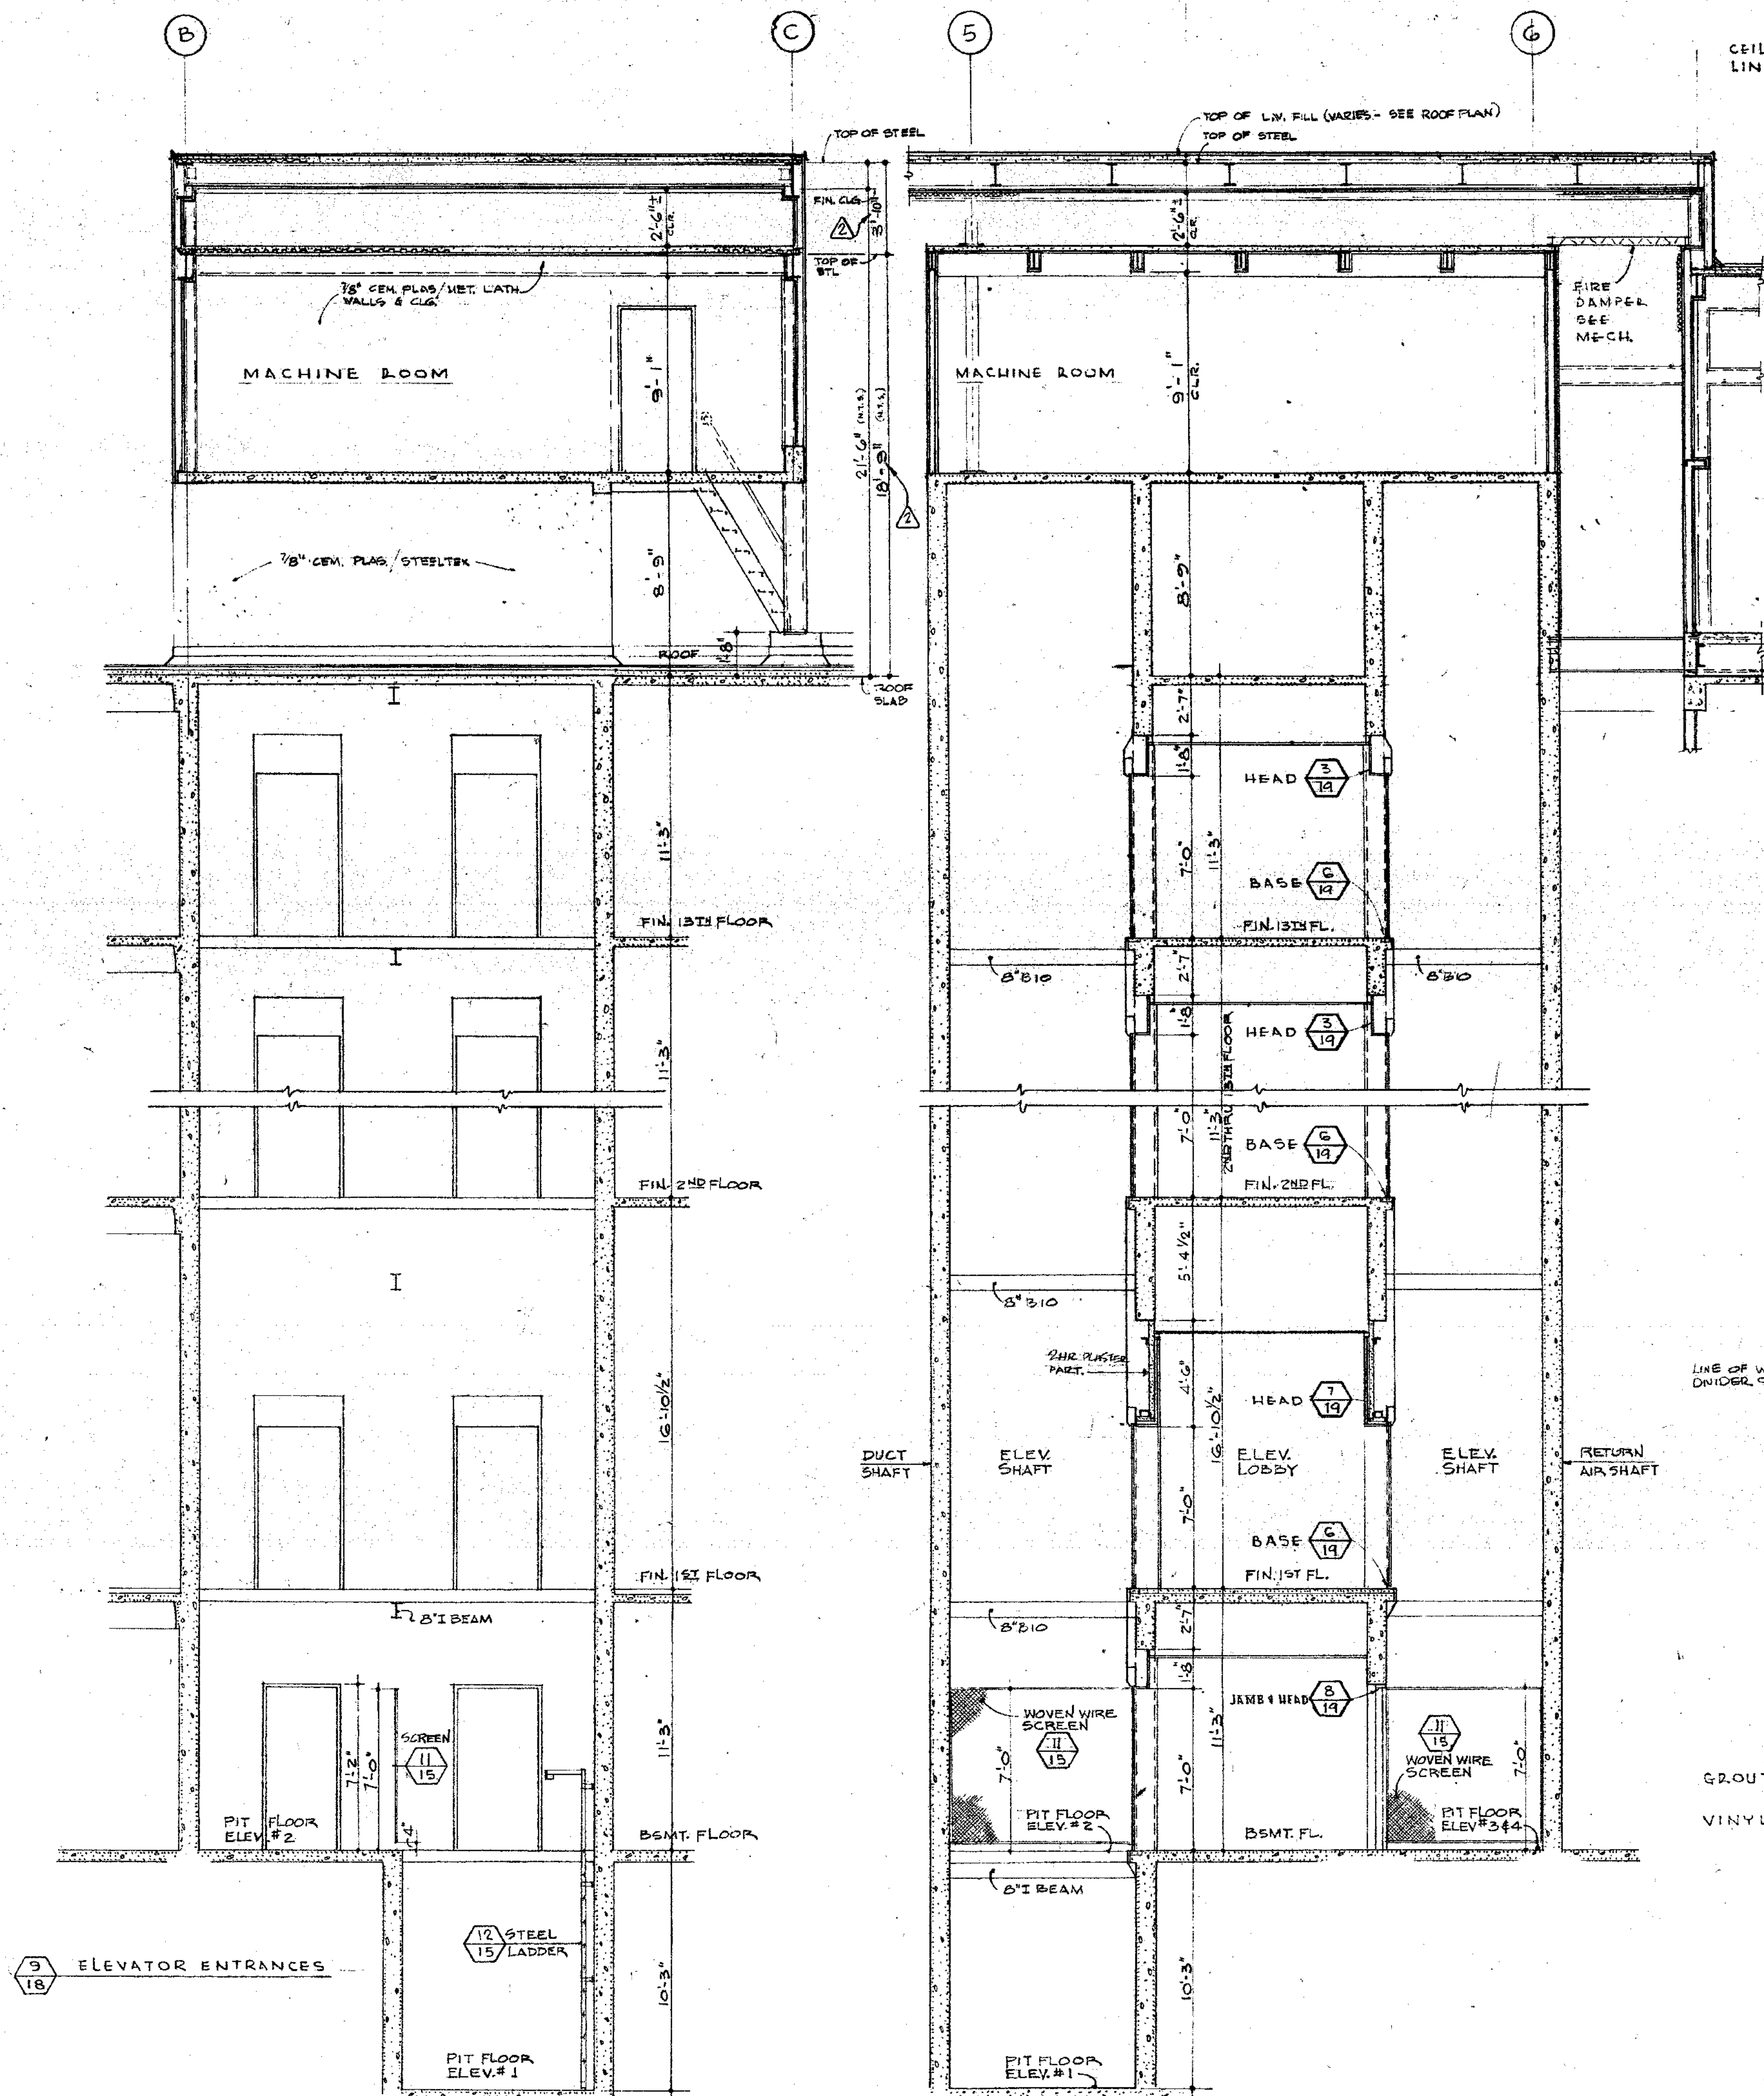 B
C
5
6
CEIL
LIN
TOP OF STEEL
TOP OF L.W. FILL (VARIES - SEE ROOF PLAN)
TOP OF STEEL
FIN. CLG.
2
3'-10"
2'-6"±
CLR.
TOP OF
STL
7/8" CEM. PLAS/MET. LATH
WALLS & CLG.
MACHINE ROOM
9'-1"
21'-6" (N.T.S.)
18'-9" (N.T.S.)
2
7/8" CEM. PLAS./STEELTEX
8'-9"
1'-8"
ROOF
ROOF
SLAB
11'-3"
FIN. 13TH FLOOR
11'-3"
FIN. 2ND FLOOR
16'-10 1/2"
FIN. 1ST FLOOR
8" I BEAM
SCREEN
11
15
7'-2"
7'-0"
4"
11'-3"
PIT FLOOR
ELEV. #2
BSMT. FLOOR
12
15
STEEL
LADDER
10'-3"
PIT FLOOR
ELEV. #1
9
18
ELEVATOR ENTRANCES
2'-6"±
CLR.
FIRE
DAMPER
SEE
MECH.
MACHINE ROOM
9'-1"
CLR.
8'-9"
2'-7"
1'-8"
HEAD 3
19
7'-0"
11'-3"
BASE 6
19
FIN. 13TH FL.
8" B10
8" B10
2'-7"
1'-8"
HEAD 3
19
7'-0"
11'-3"
2ND THRU 13TH FLOOR
BASE 6
19
FIN. 2ND FL.
5'-4 1/2"
8" B10
2HR PLASTER
PART.
4'-6"
16'-10 1/2"
HEAD 7
19
LINE OF W
DIVIDER
DUCT
SHAFT
ELEV.
SHAFT
ELEV.
LOBBY
ELEV.
SHAFT
RETURN
AIR SHAFT
7'-0"
BASE 6
19
FIN. 1ST FL.
8" B10
2'-7"
1'-8"
JAMB & HEAD 8
19
WOVEN WIRE
SCREEN
11
15
7'-0"
7'-0"
11'-3"
11
15
WOVEN WIRE
SCREEN
7'-0"
GROUT
VINYL
PIT FLOOR
ELEV. #2
BSMT. FL.
PIT FLOOR
ELEV #3&4
8" I BEAM
10'-3"
PIT FLOOR
ELEV. #1